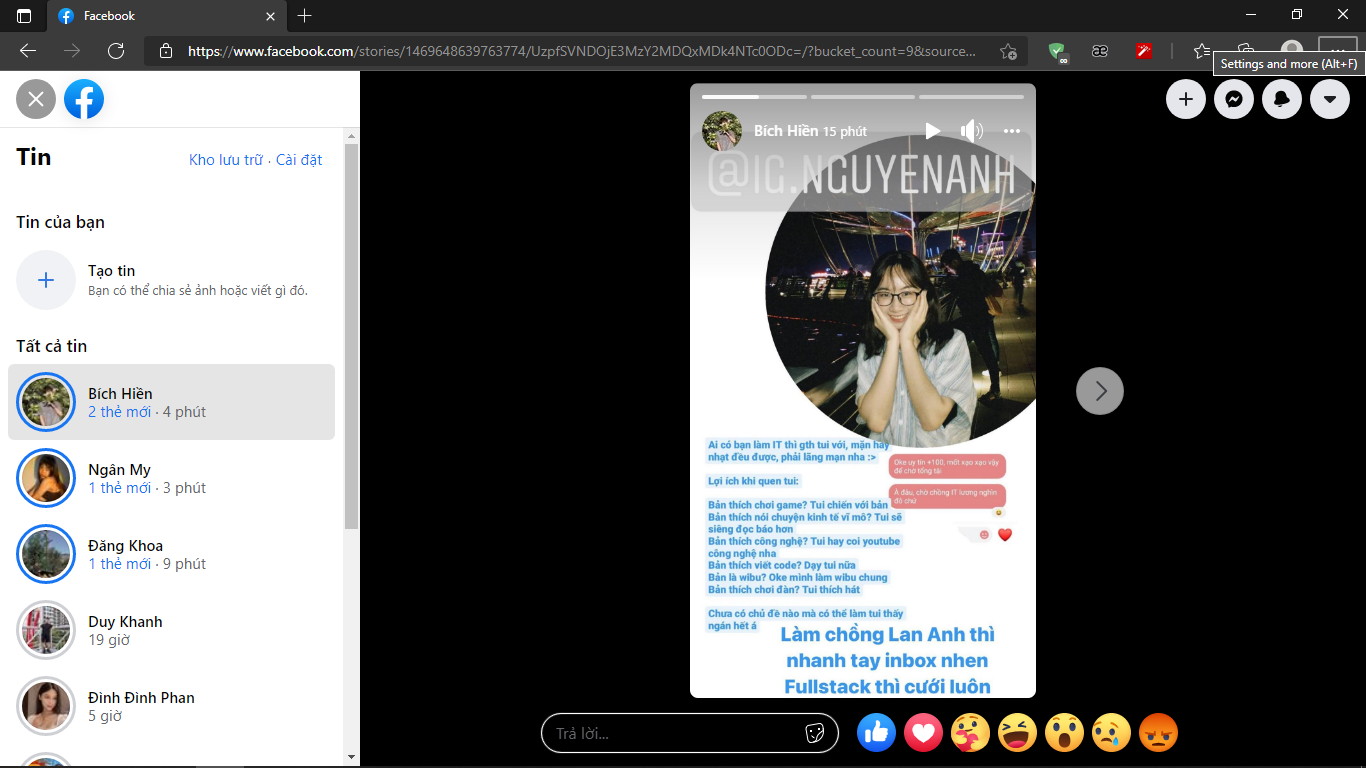 Facebook
https://www.facebook.com/stories/1469648639763774/UzpfSVNDOjE3MzY2MDQxMDk4NTc0ODc=/?bucket_count=9&source...
Settings and more (Alt+F)
Tin
Kho lưu trữ · Cài đặt
Tin của bạn
Tạo tin
Bạn có thể chia sẻ ảnh hoặc viết gì đó.
Tất cả tin
Bích Hiền
2 thẻ mới · 4 phút
Ngân My
1 thẻ mới · 3 phút
Đăng Khoa
1 thẻ mới · 9 phút
Duy Khanh
19 giờ
Đình Đình Phan
5 giờ
Bích Hiền 15 phút
@IG.NGUYENANH
Ai có bạn làm IT thì gth tui với, mặn hay
nhạt đều được, phải lãng mạn nha :>
Lợi ích khi quen tui:
Bản thích chơi game? Tui chiến với bản
Bản thích nói chuyện kinh tế vĩ mô? Tui sẽ
siêng đọc báo hơn
Bản thích công nghệ? Tui hay coi youtube
công nghệ nha
Bản thích viết code? Dạy tui nữa
Bản là wibu? Oke mình làm wibu chung
Bản thích chơi đàn? Tui thích hát
Chưa có chủ đề nào mà có thể làm tui thấy
ngán hết á
Oke uy tín +100, mốt xạo xạo vậy
để chờ tổng tài
À đâu, chờ chồng IT lương nghìn
đô chứ
Làm chồng Lan Anh thì
nhanh tay inbox nhen
Fullstack thì cưới luôn
Trả lời...